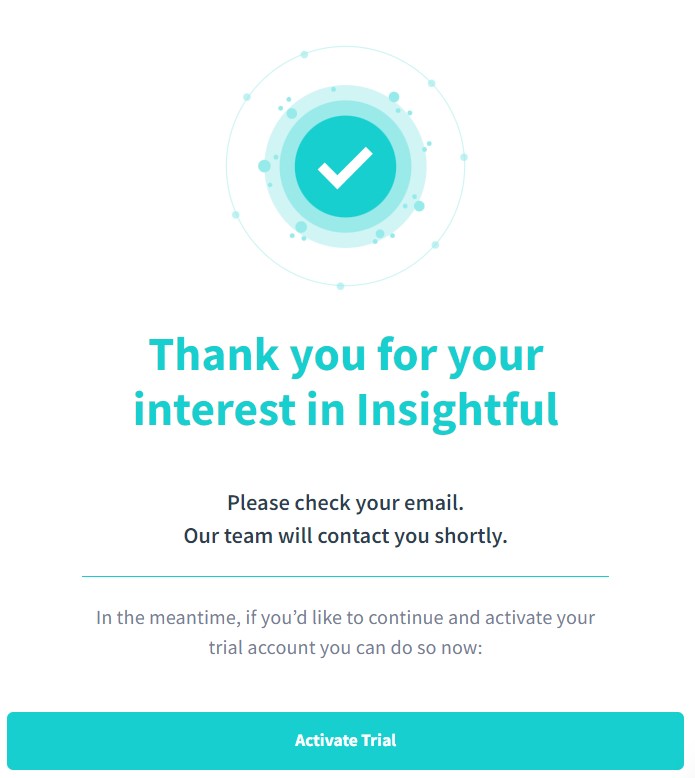 Thank you for your
interest in Insightful
Please check your email.
Our team will contact you shortly.
In the meantime, if you’d like to continue and activate your
trial account you can do so now:
Activate Trial